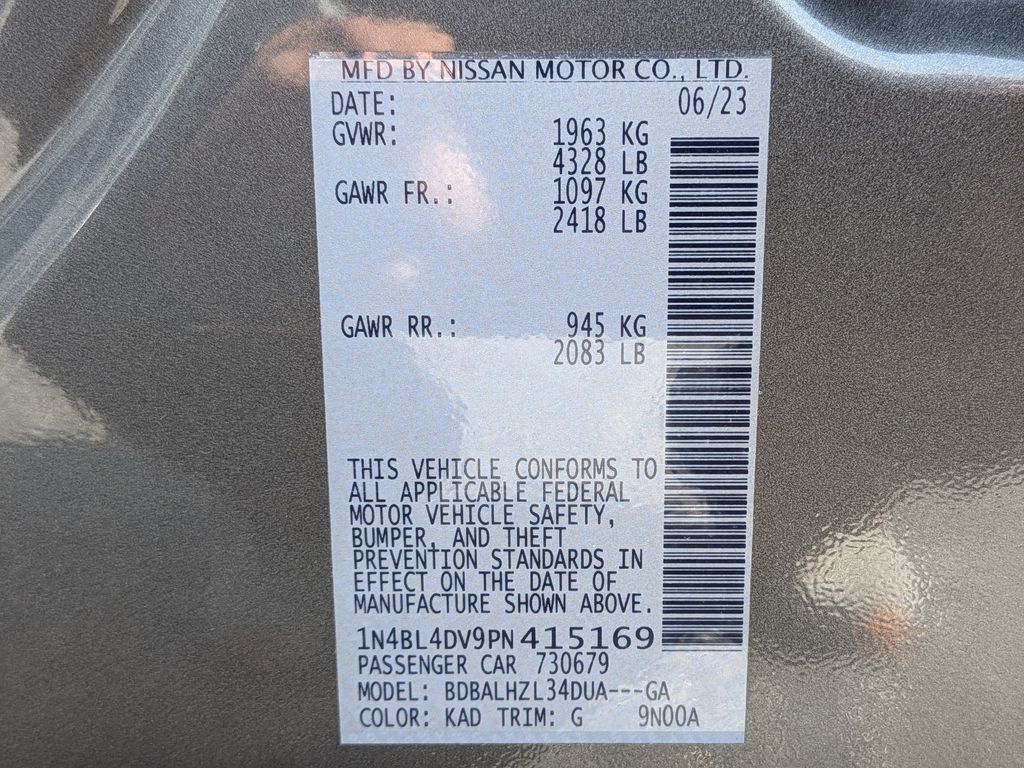 MFD BY NISSAN MOTOR CO., LTD.
DATE: 06/23
GVWR: 1963 KG
4328 LB
GAWR FR.: 1097 KG
2418 LB
GAWR RR.: 945 KG
2083 LB
THIS VEHICLE CONFORMS TO
ALL APPLICABLE FEDERAL
MOTOR VEHICLE SAFETY,
BUMPER, AND THEFT
PREVENTION STANDARDS IN
EFFECT ON THE DATE OF
MANUFACTURE SHOWN ABOVE.
1N4BL4DV9PN415169
PASSENGER CAR 730679
MODEL: BDBALHZL34DUA---GA
COLOR: KAD TRIM: G 9N00A